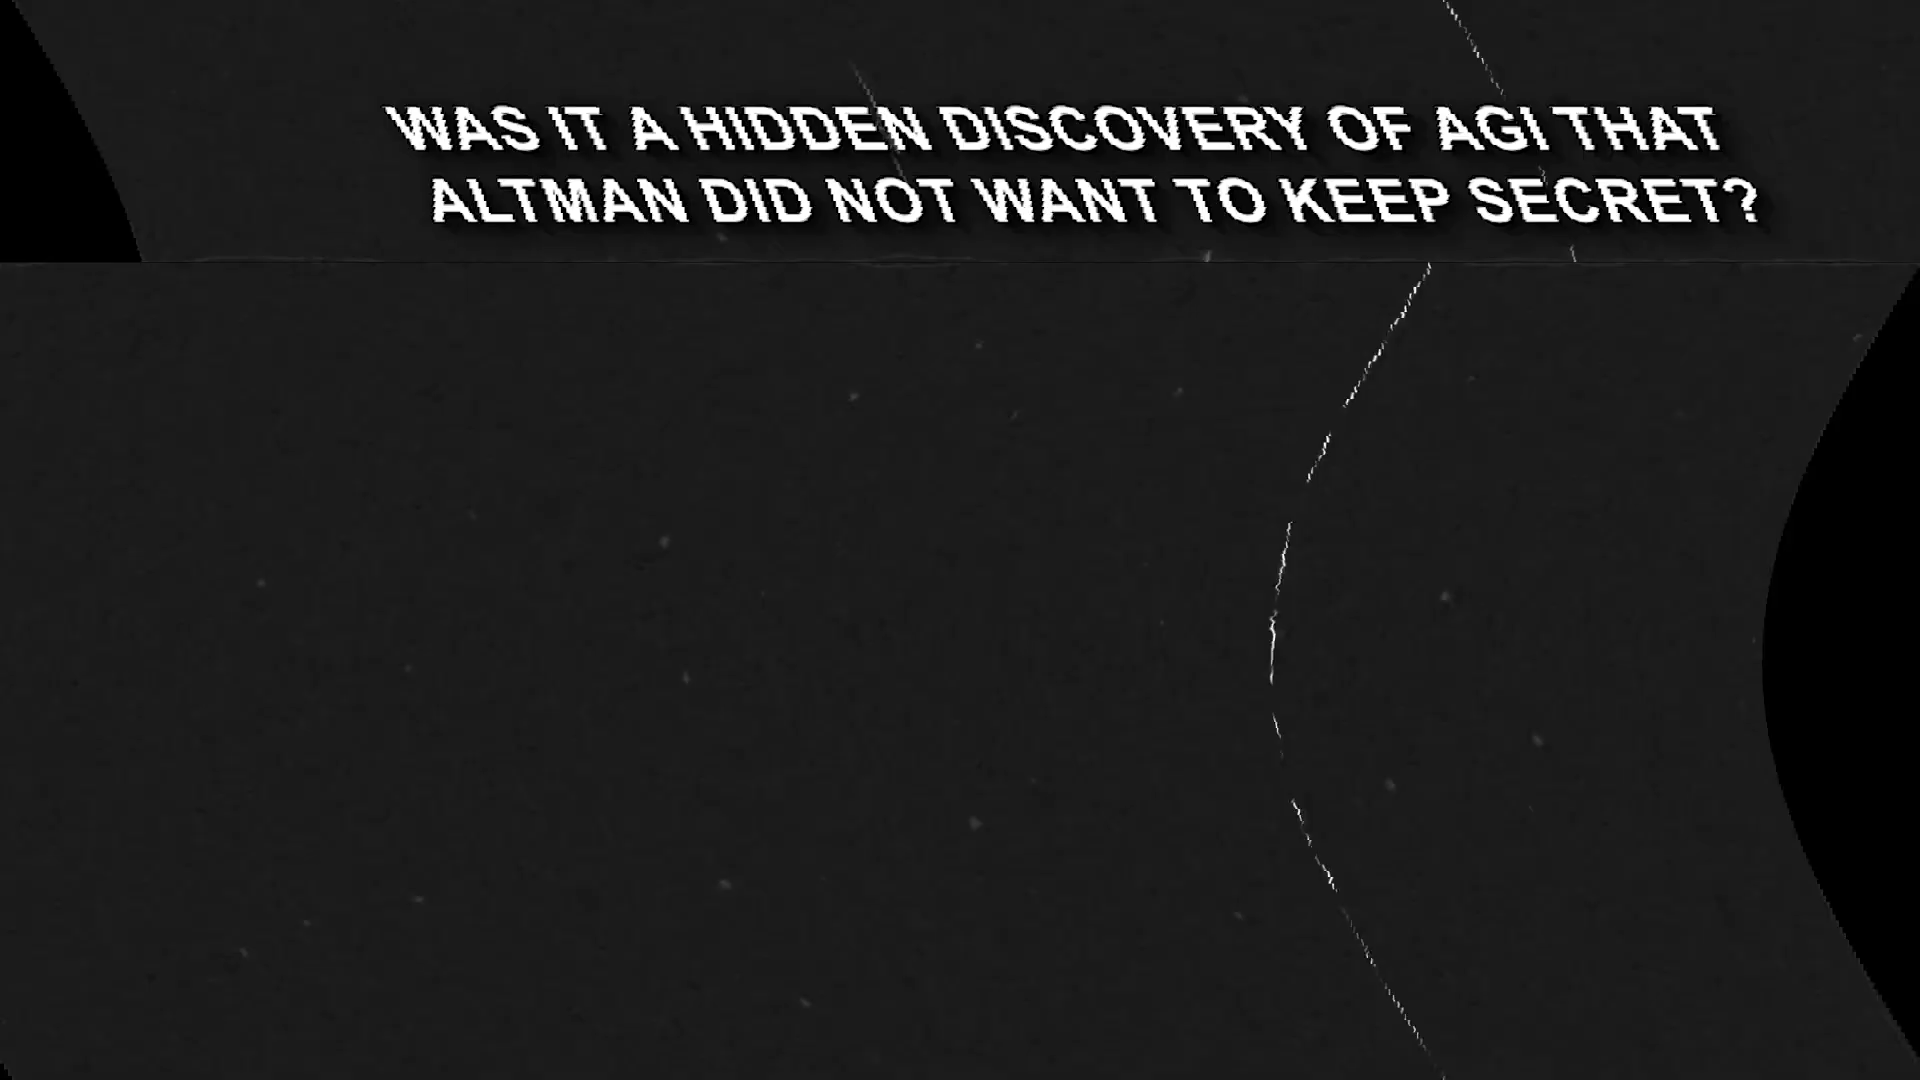 WAS IT A HIDDEN DISCOVERY OF AGI THAT
ALTMAN DID NOT WANT TO KEEP SECRET?